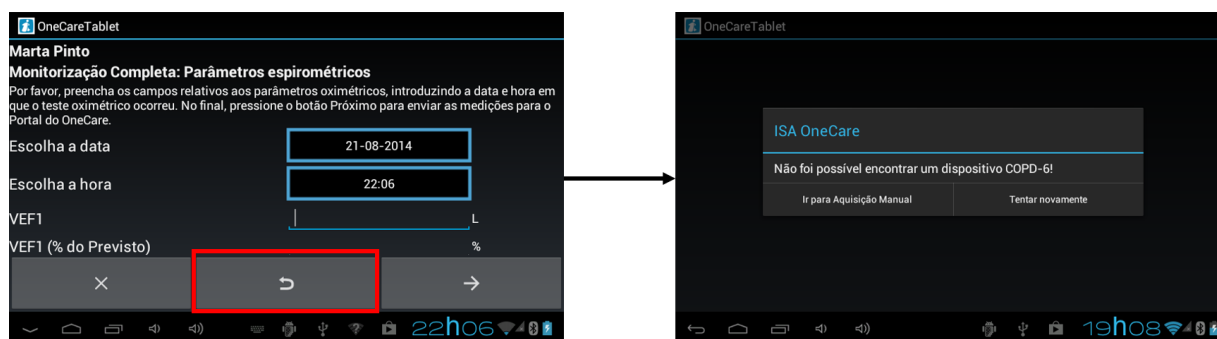 OneCareTablet
Marta Pinto
Monitorização Completa: Parâmetros espirométricos
Por favor, preencha os campos relativos aos parâmetros oximétricos, introduzindo a data e hora em
que o teste oximétrico ocorreu. No final, pressione o botão Próximo para enviar as medições para o
Portal do OneCare.
Escolha a data 21-08-2014
Escolha a hora 22:06
VEF1 L
VEF1 (% do Previsto) %
22h06
OneCareTablet
ISA OneCare
Não foi possível encontrar um dispositivo COPD-6!
Ir para Aquisição Manual Tentar novamente
19h08